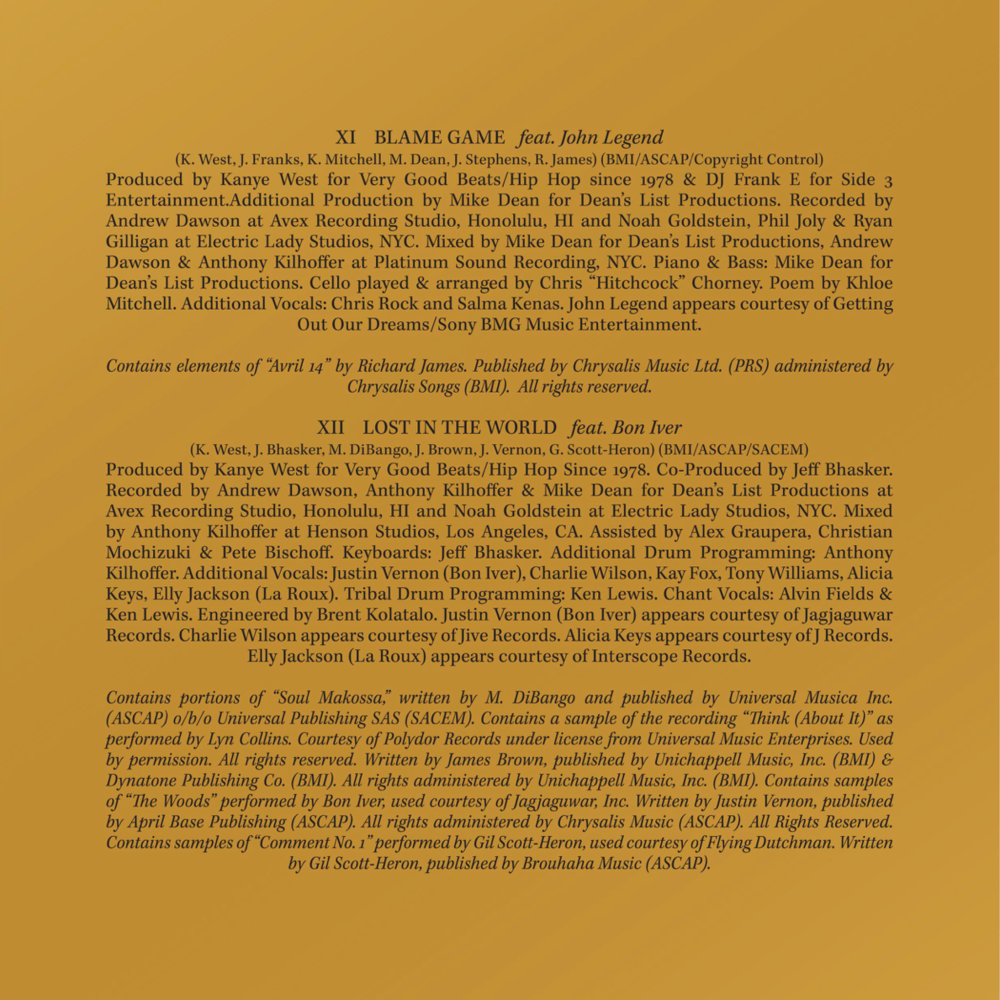 XI BLAME GAME feat. John Legend
(K. West, J. Franks, K. Mitchell, M. Dean, J. Stephens, R. James) (BMI/ASCAP/Copyright Control)
Produced by Kanye West for Very Good Beats/Hip Hop since 1978 & DJ Frank E for Side 3
Entertainment.Additional Production by Mike Dean for Dean’s List Productions. Recorded by
Andrew Dawson at Avex Recording Studio, Honolulu, HI and Noah Goldstein, Phil Joly & Ryan
Gilligan at Electric Lady Studios, NYC. Mixed by Mike Dean for Dean’s List Productions, Andrew
Dawson & Anthony Kilhoffer at Platinum Sound Recording, NYC. Piano & Bass: Mike Dean for
Dean’s List Productions. Cello played & arranged by Chris “Hitchcock” Chorney. Poem by Khloe
Mitchell. Additional Vocals: Chris Rock and Salma Kenas. John Legend appears courtesy of Getting
Out Our Dreams/Sony BMG Music Entertainment.
Contains elements of “Avril 14” by Richard James. Published by Chrysalis Music Ltd. (PRS) administered by
Chrysalis Songs (BMI). All rights reserved.
XII LOST IN THE WORLD feat. Bon Iver
(K. West, J. Bhasker, M. DiBango, J. Brown, J. Vernon, G. Scott-Heron) (BMI/ASCAP/SACEM)
Produced by Kanye West for Very Good Beats/Hip Hop Since 1978. Co-Produced by Jeff Bhasker.
Recorded by Andrew Dawson, Anthony Kilhoffer & Mike Dean for Dean’s List Productions at
Avex Recording Studio, Honolulu, HI and Noah Goldstein at Electric Lady Studios, NYC. Mixed
by Anthony Kilhoffer at Henson Studios, Los Angeles, CA. Assisted by Alex Graupera, Christian
Mochizuki & Pete Bischoff. Keyboards: Jeff Bhasker. Additional Drum Programming: Anthony
Kilhoffer. Additional Vocals: Justin Vernon (Bon Iver), Charlie Wilson, Kay Fox, Tony Williams, Alicia
Keys, Elly Jackson (La Roux). Tribal Drum Programming: Ken Lewis. Chant Vocals: Alvin Fields &
Ken Lewis. Engineered by Brent Kolatalo. Justin Vernon (Bon Iver) appears courtesy of Jagjaguwar
Records. Charlie Wilson appears courtesy of Jive Records. Alicia Keys appears courtesy of J Records.
Elly Jackson (La Roux) appears courtesy of Interscope Records.
Contains portions of “Soul Makossa,” written by M. DiBango and published by Universal Musica Inc.
(ASCAP) o/b/o Universal Publishing SAS (SACEM). Contains a sample of the recording “Think (About It)” as
performed by Lyn Collins. Courtesy of Polydor Records under license from Universal Music Enterprises. Used
by permission. All rights reserved. Written by James Brown, published by Unichappell Music, Inc. (BMI) &
Dynatone Publishing Co. (BMI). All rights administered by Unichappell Music, Inc. (BMI). Contains samples
of “The Woods” performed by Bon Iver, used courtesy of Jagjaguwar, Inc. Written by Justin Vernon, published
by April Base Publishing (ASCAP). All rights administered by Chrysalis Music (ASCAP). All Rights Reserved.
Contains samples of “Comment No. 1” performed by Gil Scott-Heron, used courtesy of Flying Dutchman. Written
by Gil Scott-Heron, published by Brouhaha Music (ASCAP).